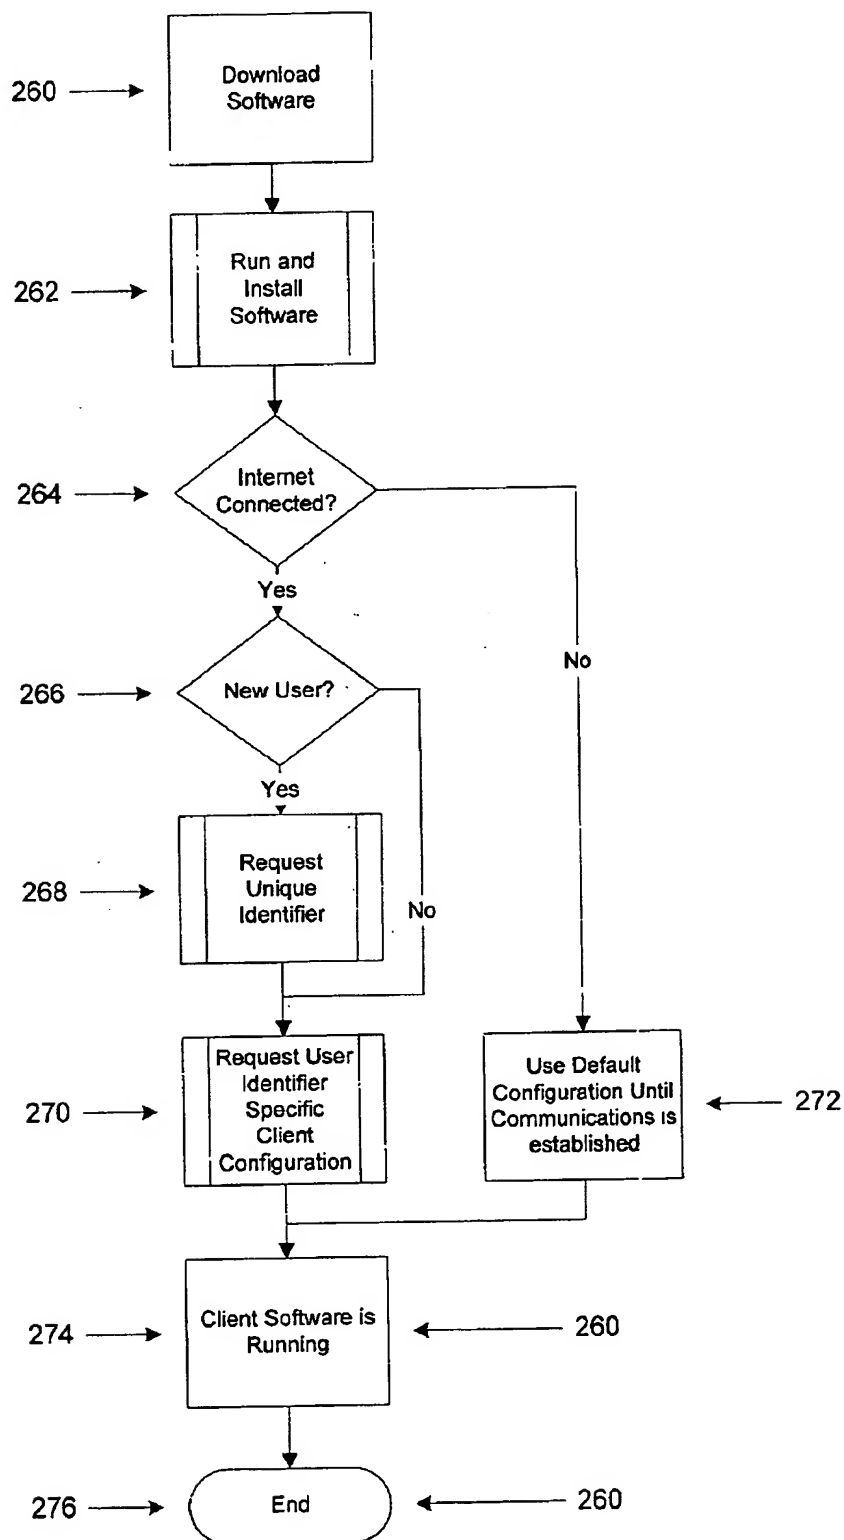 260
Download
Software
262
Run and
Install
Software
264
Internet
Connected?
Yes
No
266
New User?
Yes
268
Request
Unique
Identifier
No
270
Request User
Identifier
Specific
Client
Configuration
Use Default
Configuration Until
Communications is
established
272
274
Client Software is
Running
260
276
End
260